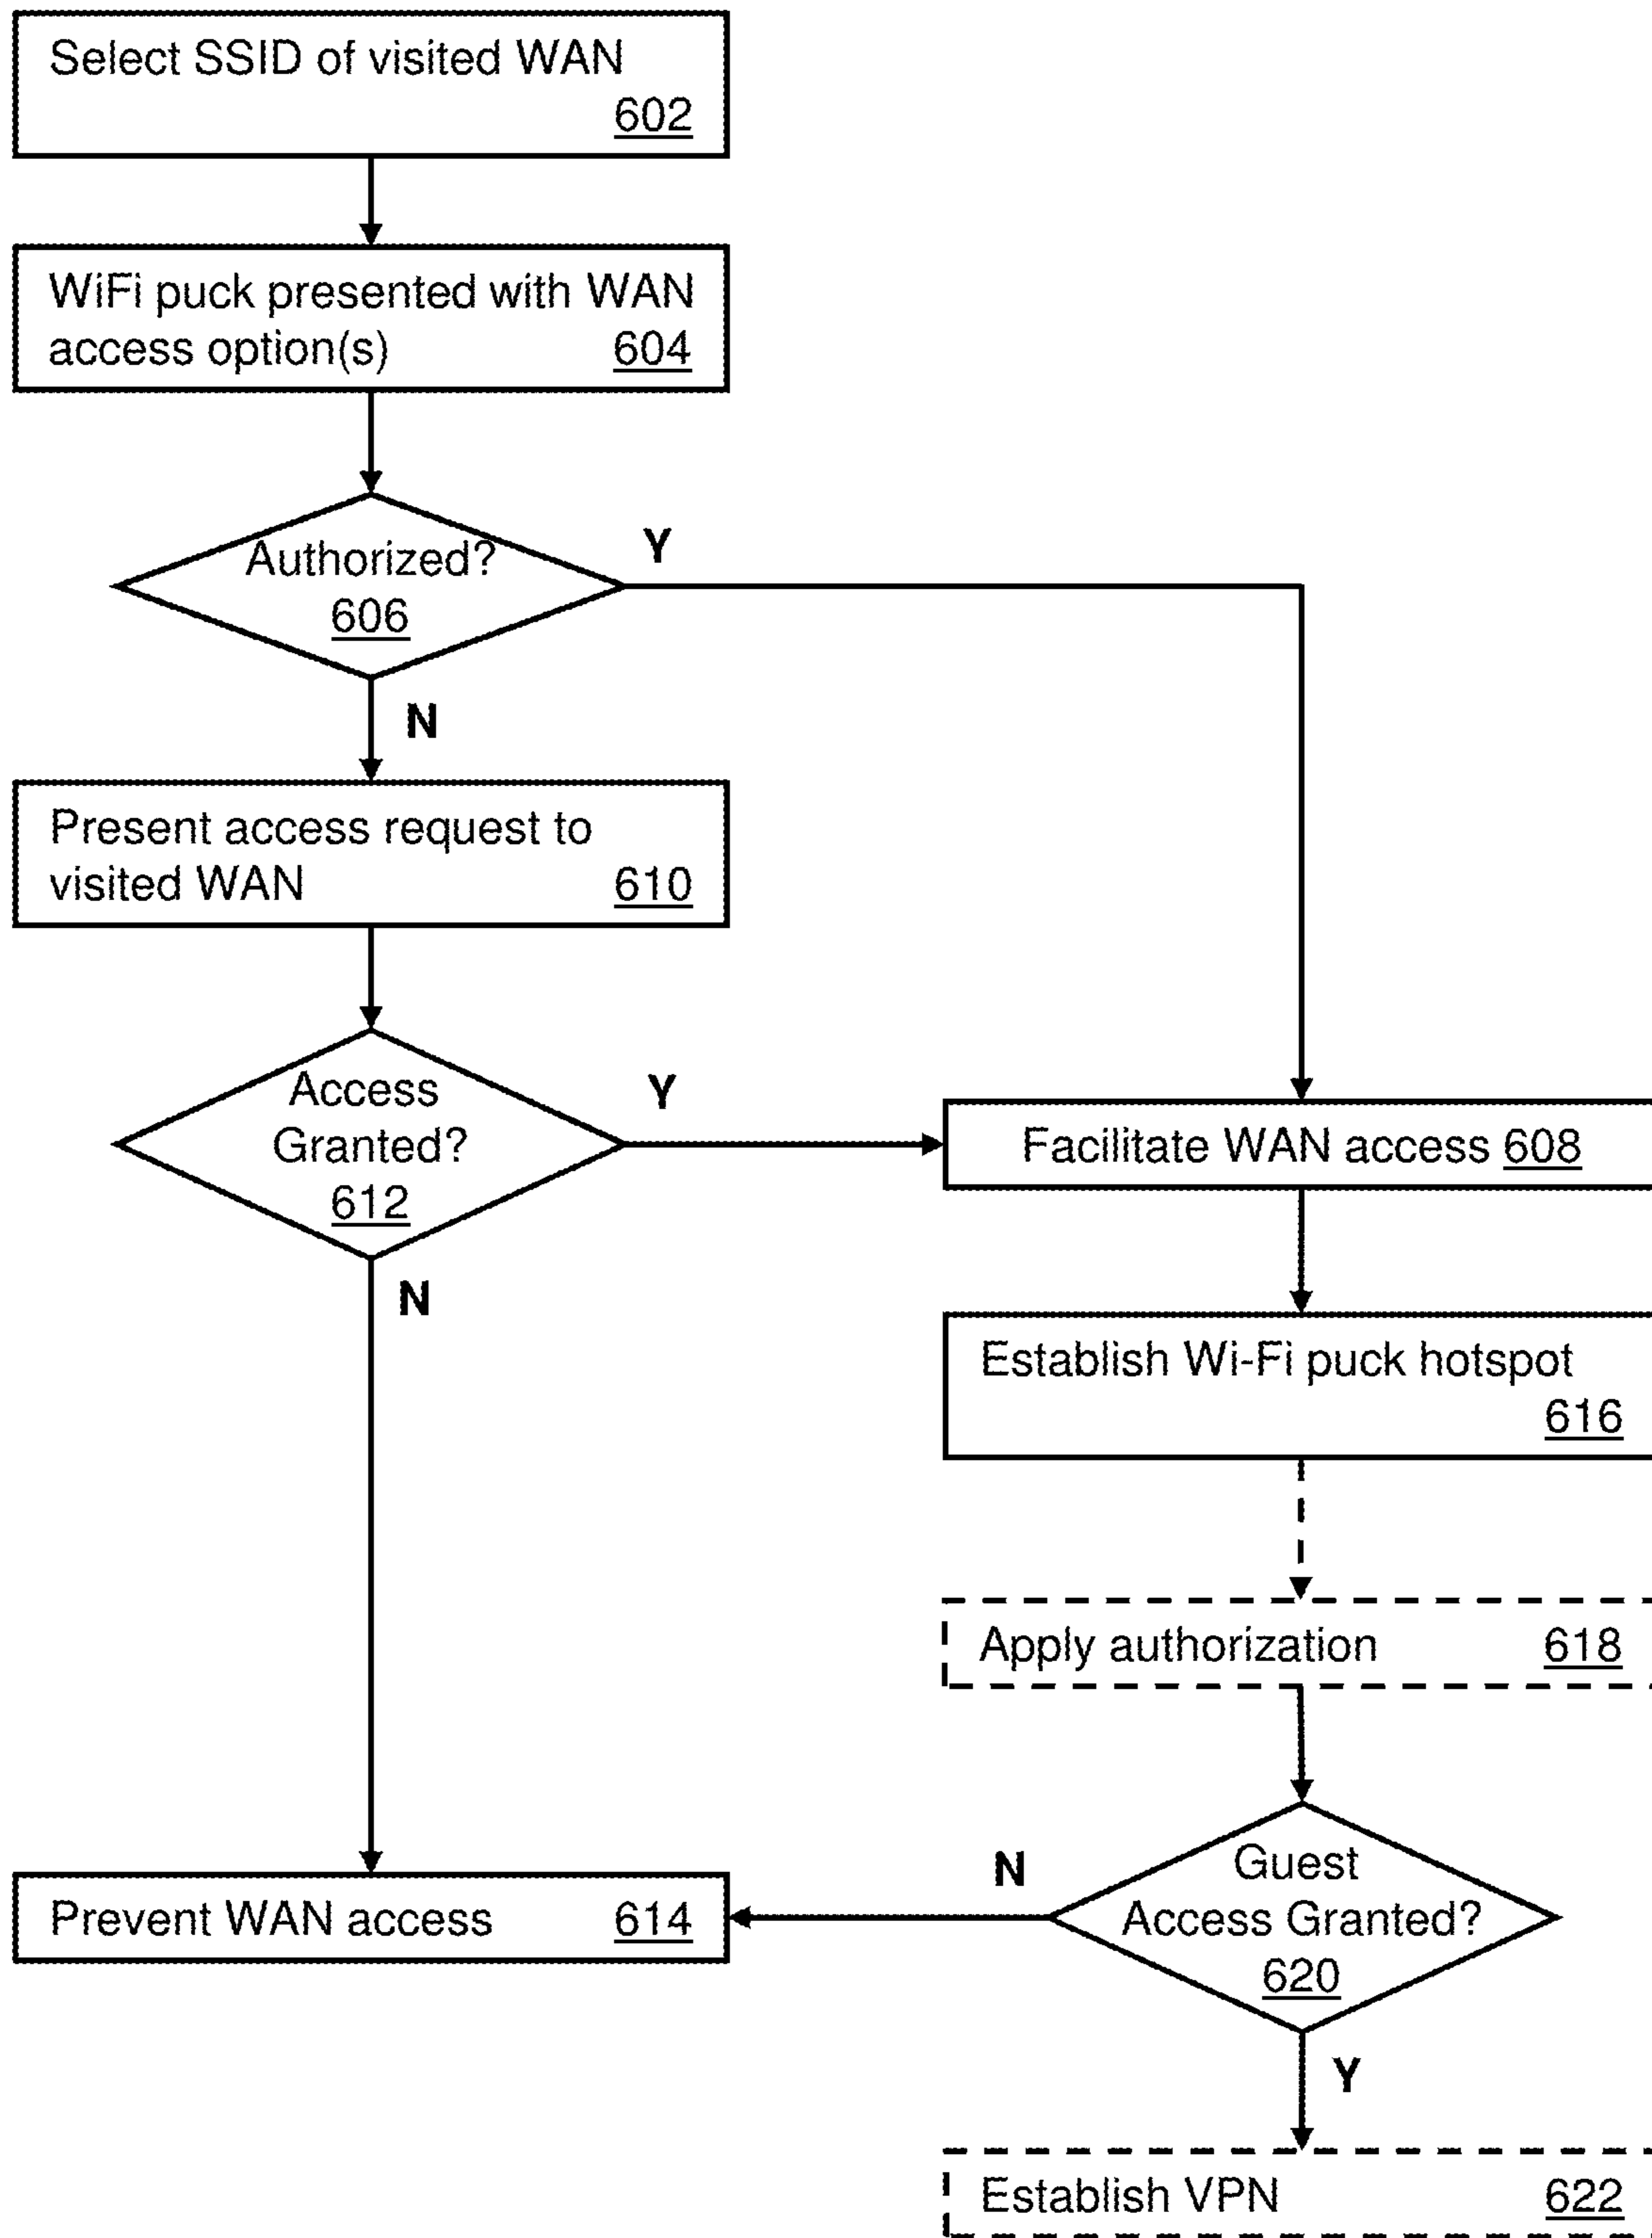 Select SSID of visited WAN
602
WiFi puck presented with WAN
access option(s) 604
Authorized?
606
Y
N
Present access request to
visited WAN 610
Access
Granted?
612
Y
N
Facilitate WAN access 608
Establish Wi-Fi puck hotspot
616
Apply authorization 618
Guest
Access Granted?
620
N
Y
Prevent WAN access 614
Establish VPN 622